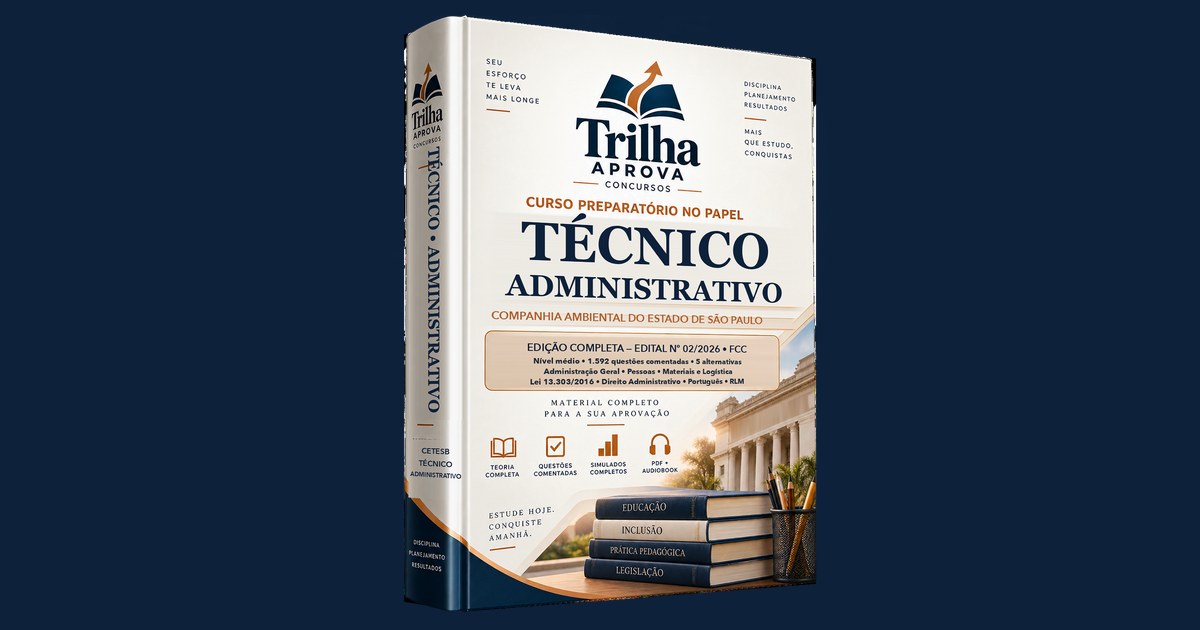 Trilha
APROVA
CONCURSOS
TÉCNICO • ADMINISTRATIVO
CETESB
TÉCNICO
ADMINISTRATIVO
DISCIPLINA
PLANEJAMENTO
RESULTADOS
SEU
ESFORÇO
TE LEVA
MAIS LONGE
Trilha
APROVA
CONCURSOS
DISCIPLINA
PLANEJAMENTO
RESULTADOS
MAIS
QUE ESTUDO,
CONQUISTAS
CURSO PREPARATÓRIO NO PAPEL
TÉCNICO
ADMINISTRATIVO
COMPANHIA AMBIENTAL DO ESTADO DE SÃO PAULO
EDIÇÃO COMPLETA – EDITAL Nº 02/2026 • FCC
Nível médio • 1.592 questões comentadas • 5 alternativas
Administração Geral • Pessoas • Materiais e Logística
Lei 13.303/2016 • Direito Administrativo • Português • RLM
MATERIAL COMPLETO
PARA A SUA APROVAÇÃO
TEORIA
COMPLETA
QUESTÕES
COMENTADAS
SIMULADOS
COMPLETOS
PDF +
AUDIOBOOK
ESTUDE HOJE.
CONQUISTE
AMANHÃ.
EDUCAÇÃO
INCLUSÃO
PRÁTICA PEDAGÓGICA
LEGISLAÇÃO